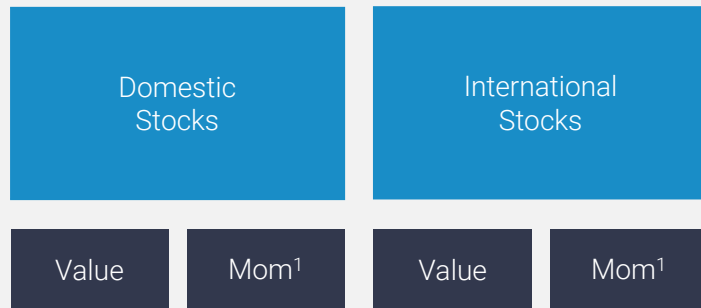 Domestic
Stocks
International
Stocks
Value
Mom¹
Value
Mom¹